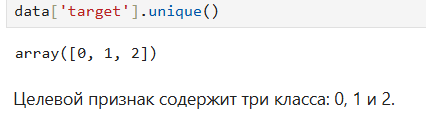 data['target'].unique()
array([0, 1, 2])
Целевой признак содержит три класса: 0, 1 и 2.